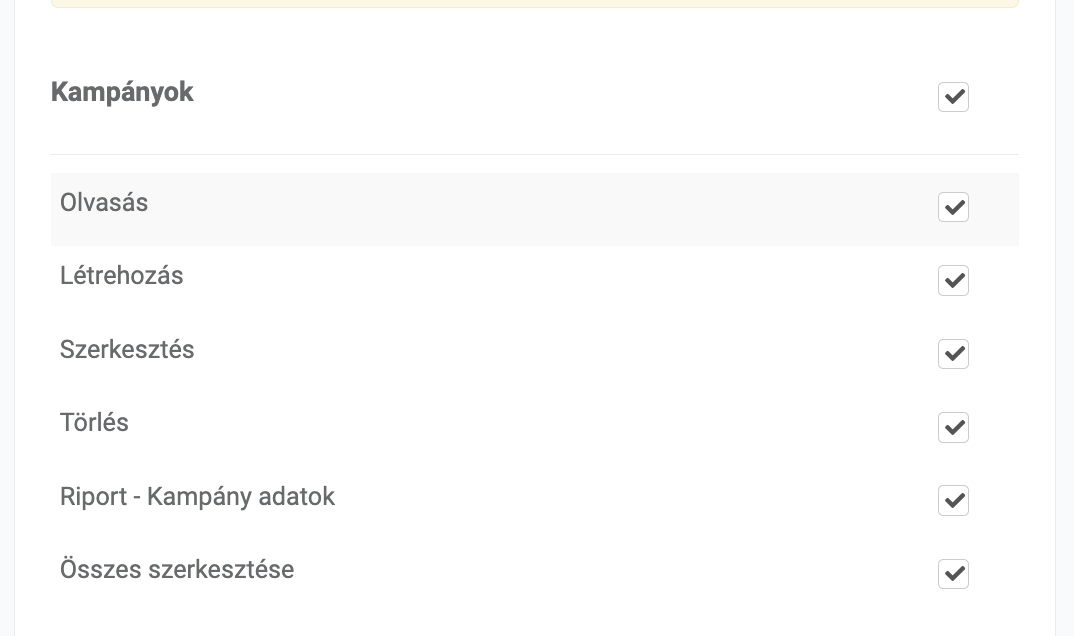 Kampányok
Olvasás
Létrehozás
Szerkesztés
Törlés
Riport - Kampány adatok
Összes szerkesztése